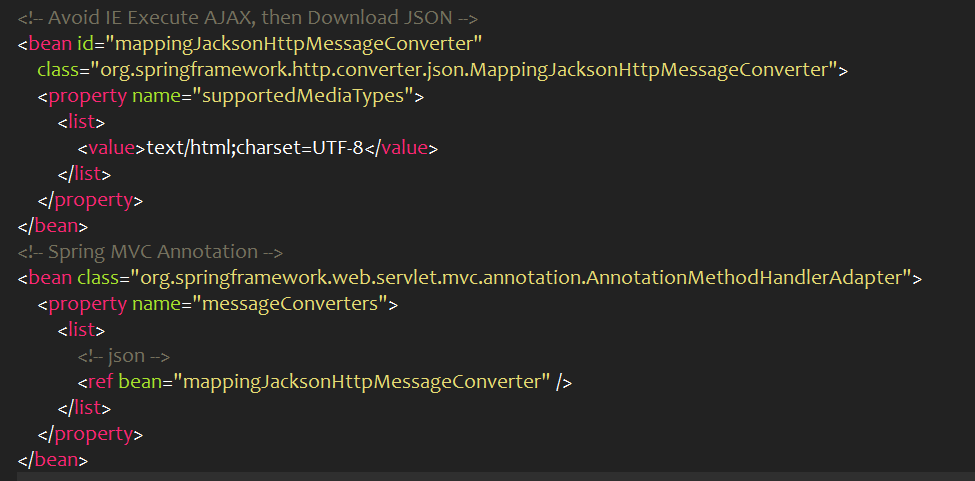 <!-- Avoid IE Execute AJAX, then Download JSON -->
<bean id="mappingJacksonHttpMessageConverter"
class="org.springframework.http.converter.json.MappingJacksonHttpMessageConverter">
<property name="supportedMediaTypes">
<list>
<value>text/html;charset=UTF-8</value>
</list>
</property>
</bean>
<!-- Spring MVC Annotation -->
<bean class="org.springframework.web.servlet.mvc.annotation.AnnotationMethodHandlerAdapter">
<property name="messageConverters">
<list>
<!-- json -->
<ref bean="mappingJacksonHttpMessageConverter" />
</list>
</property>
</bean>